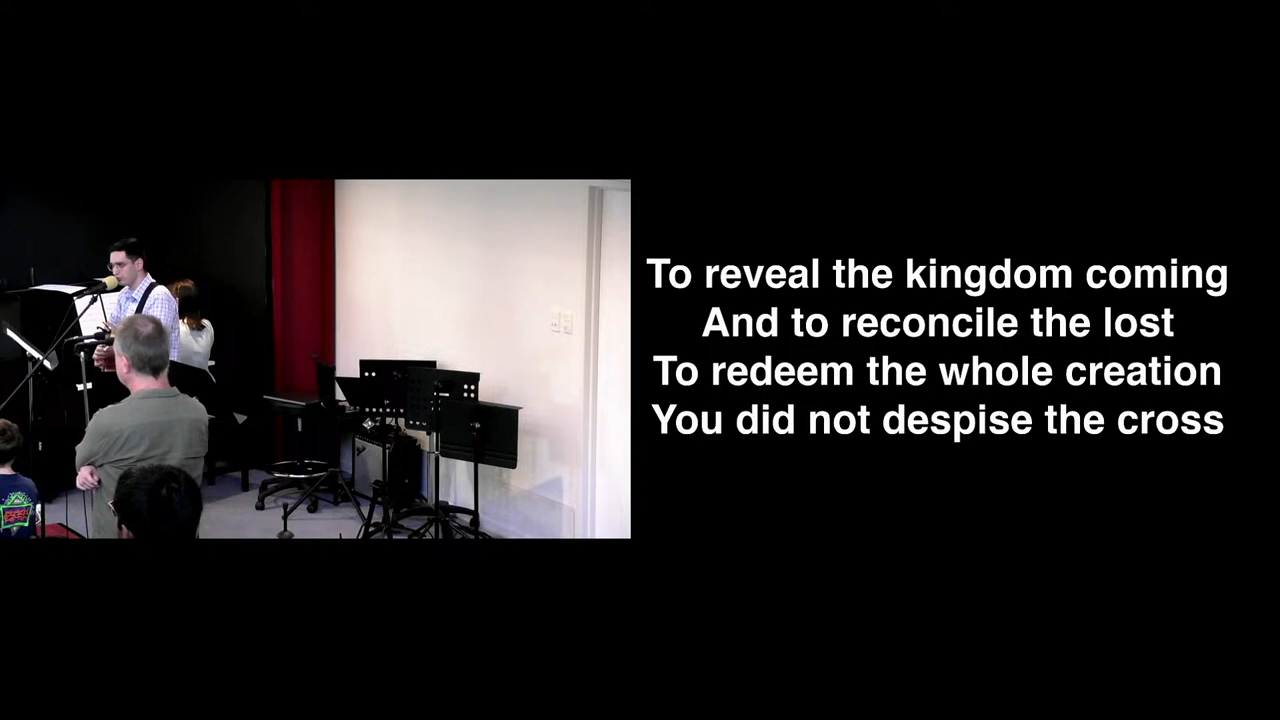 To reveal the kingdom coming
And to reconcile the lost
To redeem the whole creation
You did not despise the cross